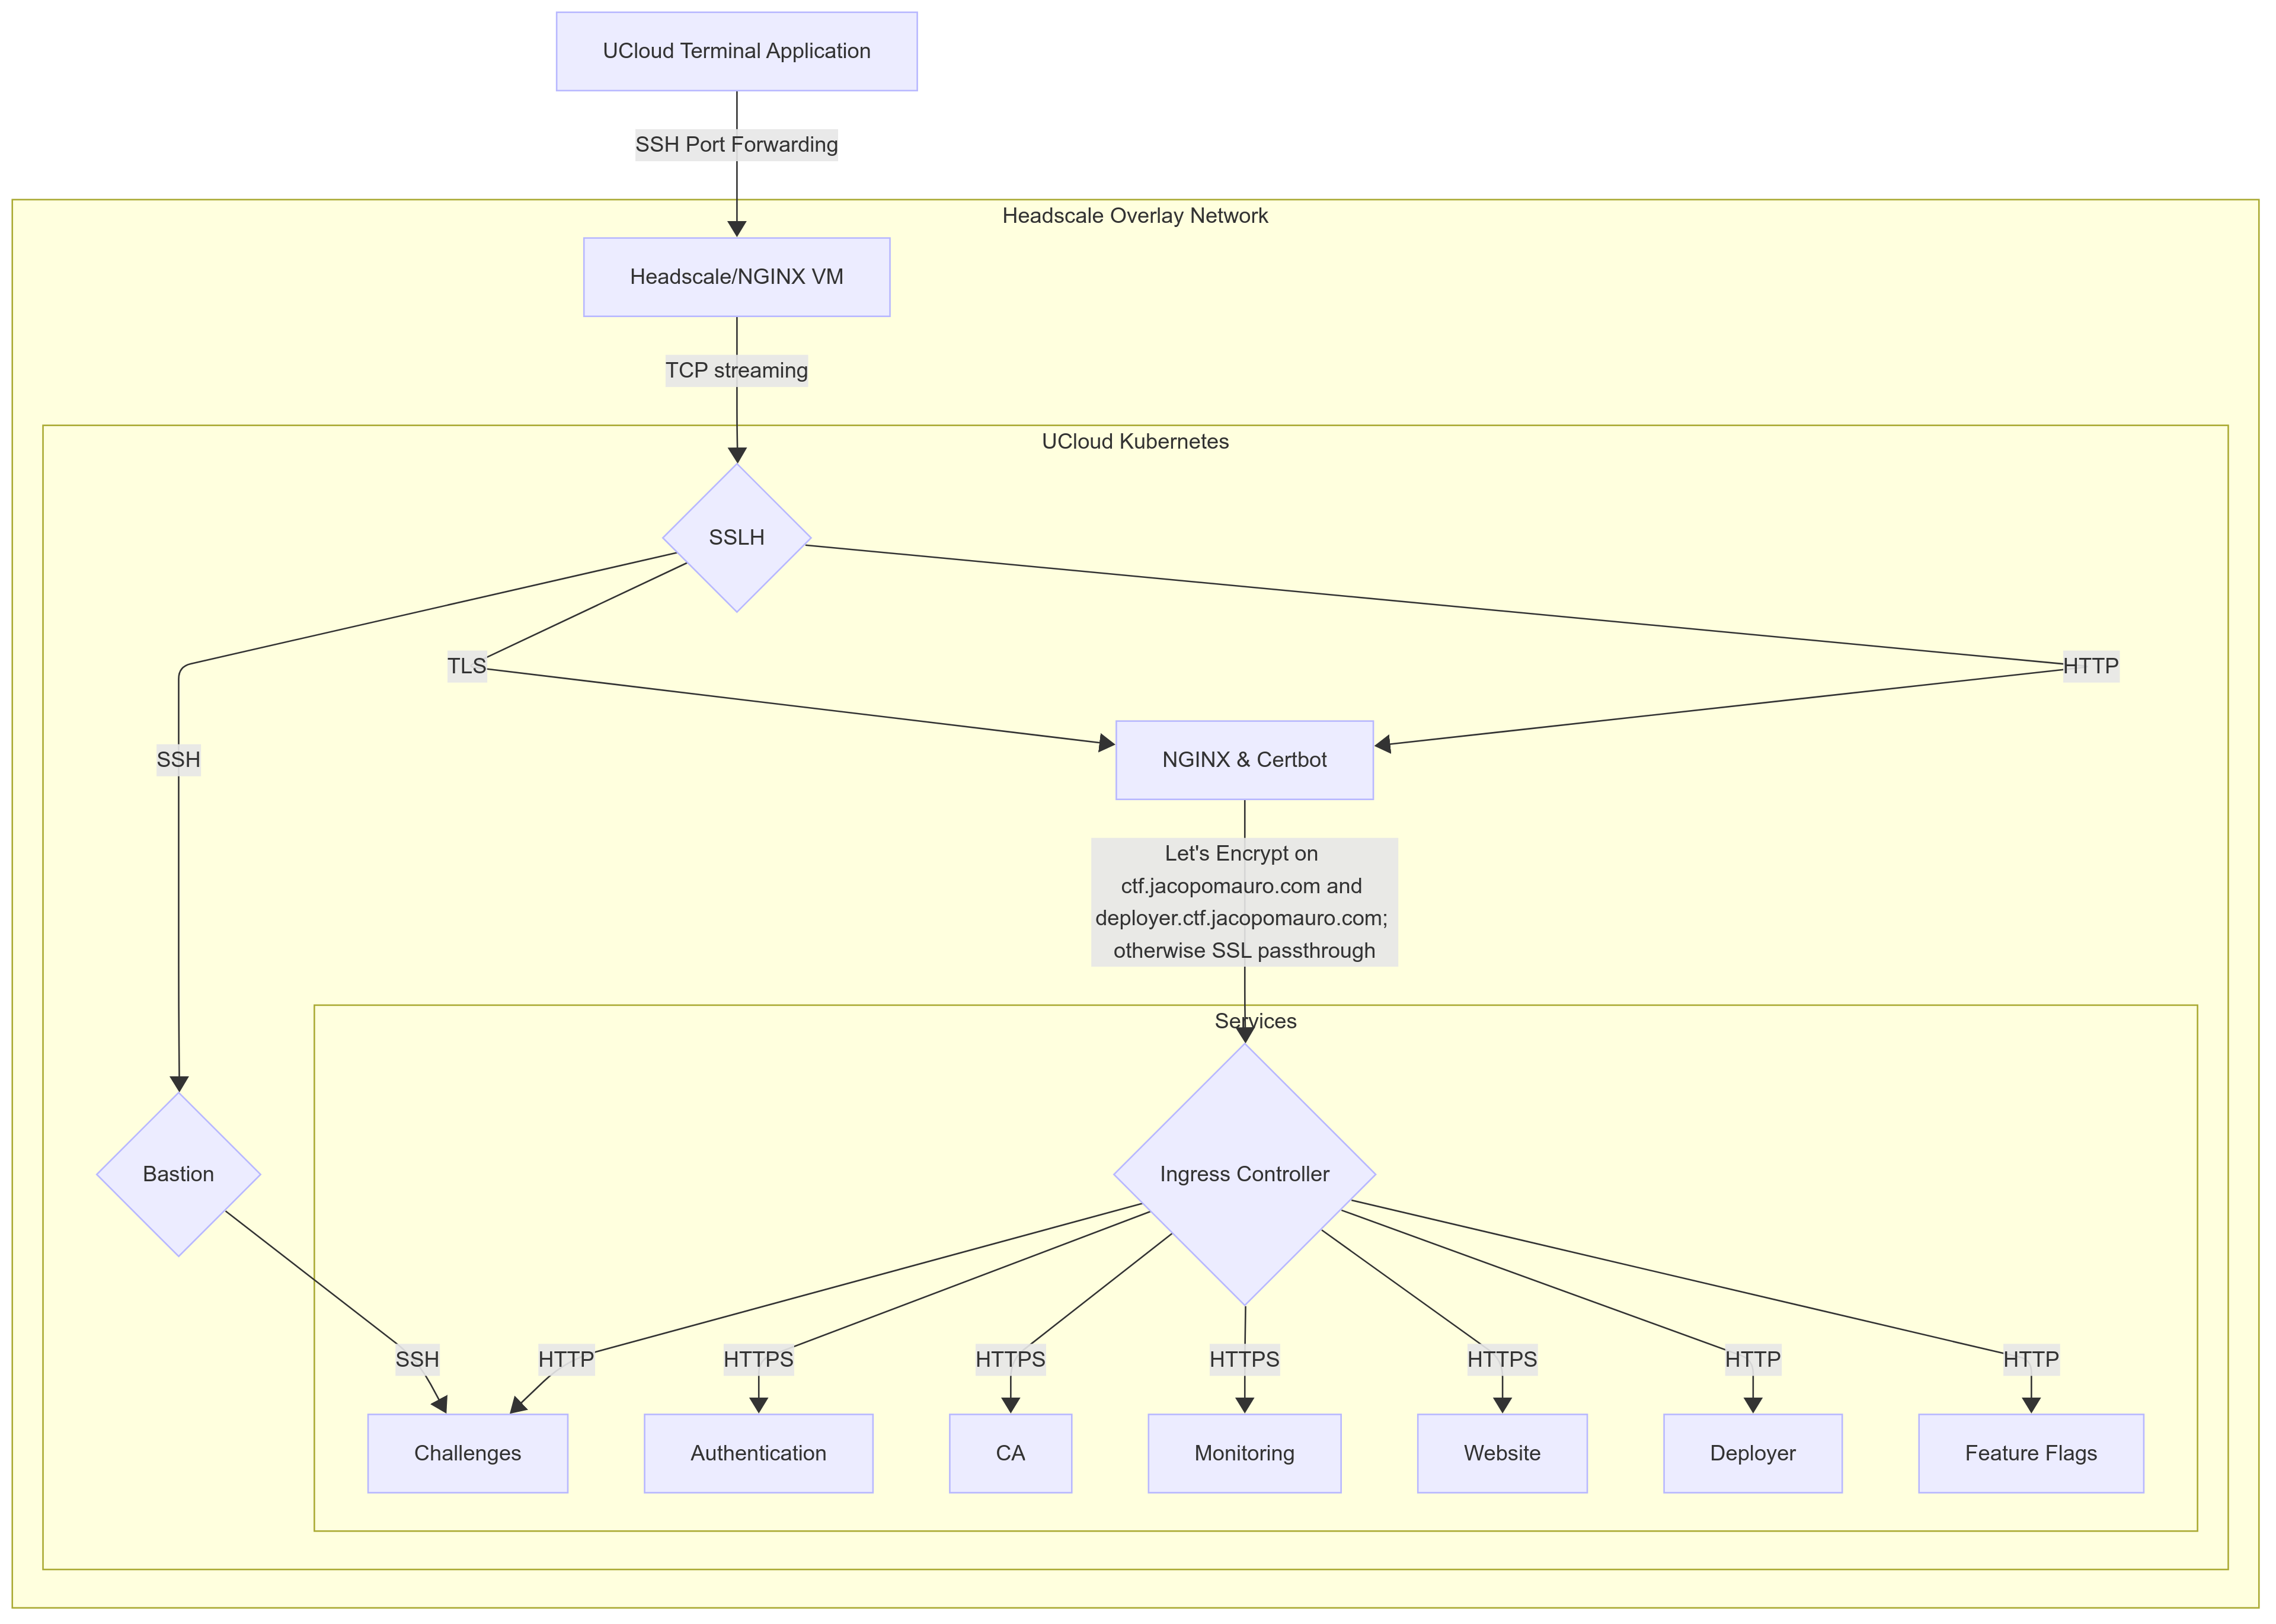 UCloud Terminal Application
SSH Port Forwarding
Headscale Overlay Network
Headscale/NGINX VM
TCP streaming
UCloud Kubernetes
SSLH
TLS
HTTP
SSH
NGINX & Certbot
Let's Encrypt on
ctf.jacopomauro.com and
deployer.ctf.jacopomauro.com;
otherwise SSL passthrough
Services
Bastion
Ingress Controller
SSH
HTTP
HTTPS
HTTPS
HTTPS
HTTPS
HTTP
HTTP
Challenges
Authentication
CA
Monitoring
Website
Deployer
Feature Flags